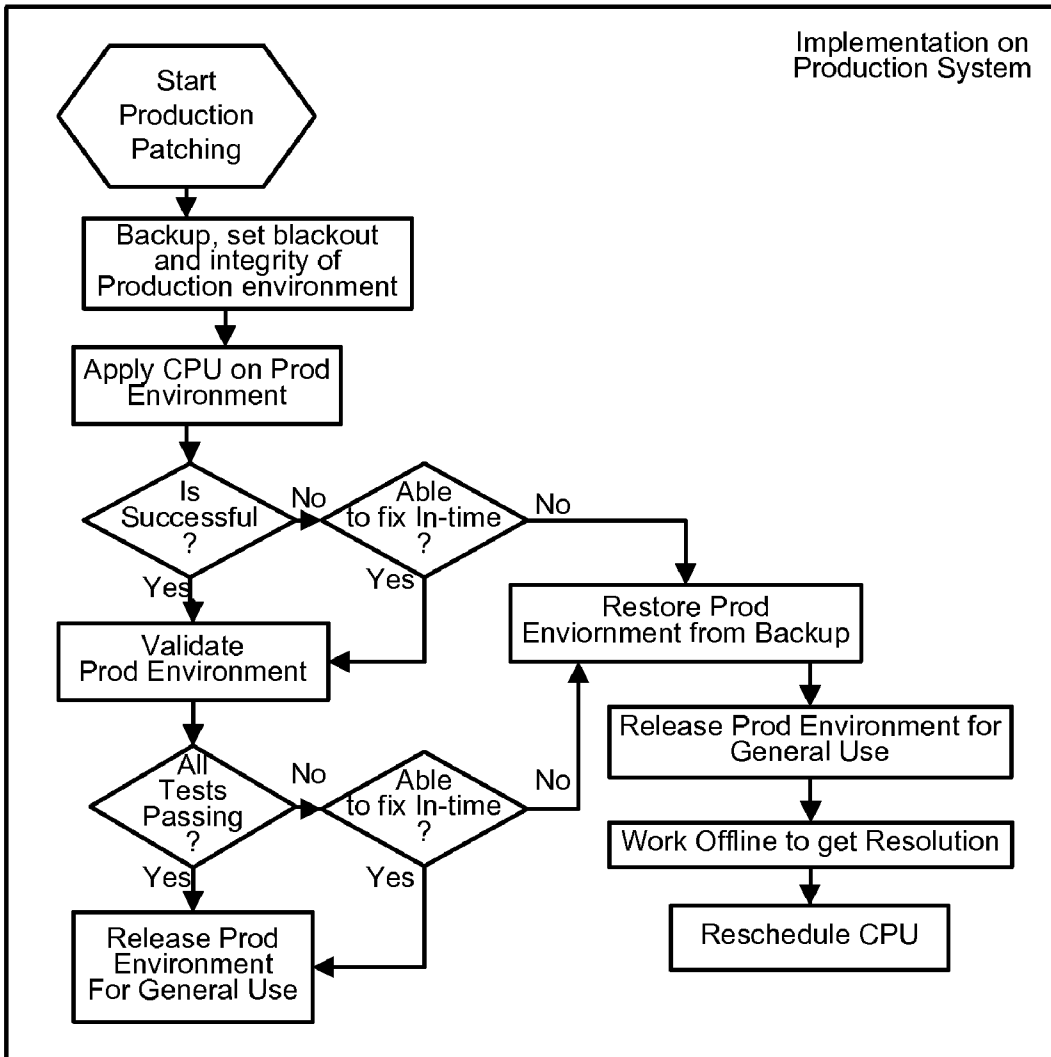 Implementation on
Production System
Start
Production
Patching
Backup, set blackout
and integrity of
Production environment
Apply CPU on Prod
Environment
Is
Successful
?
No
Able
to fix In-time
?
No
Yes
Yes
Restore Prod
Enviornment from Backup
Validate
Prod Environment
Release Prod Environment for
General Use
All
Tests
Passing
?
No
Able
to fix In-time
?
No
Work Offline to get Resolution
Yes
Yes
Release Prod
Environment
For General Use
Reschedule CPU